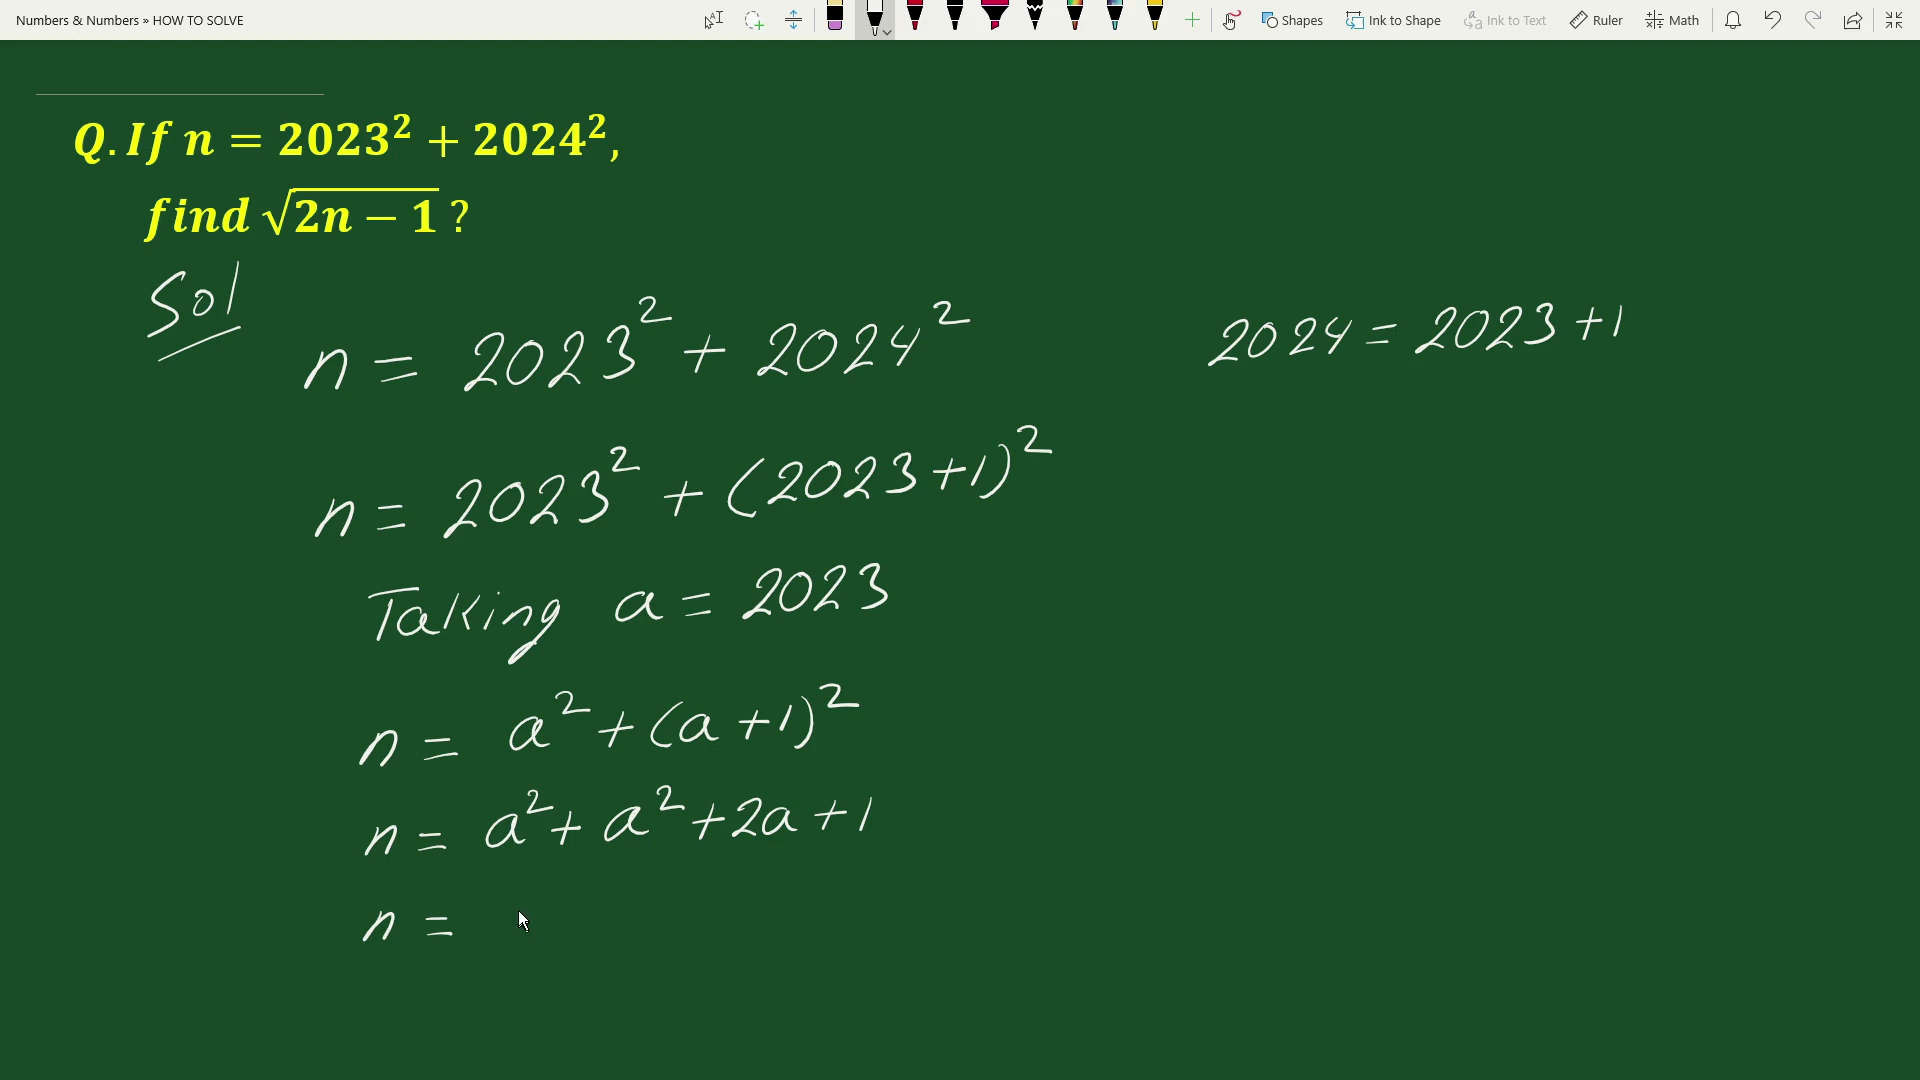 Numbers & Numbers » HOW TO SOLVE
Shapes Ink to Shape Ink to Text Ruler Math
Q. If n = 2023² + 2024²,
find √(2n − 1) ?
Sol
n = 2023² + 2024²
2024 = 2023 + 1
n = 2023² + (2023+1)²
Taking a = 2023
n = a² + (a + 1)²
n = a² + a² + 2a + 1
n =